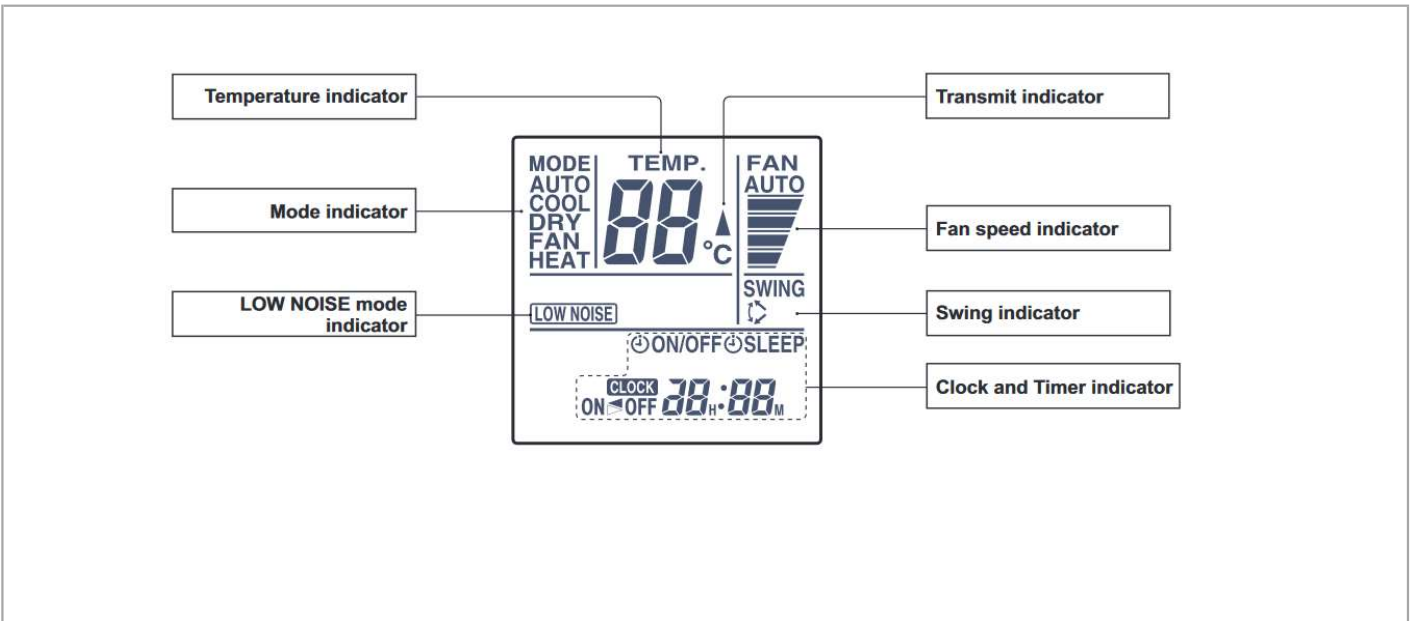 Temperature indicator
Transmit indicator
MODE
AUTO
COOL
DRY
FAN
HEAT
TEMP.
88
°C
FAN
AUTO
Mode indicator
Fan speed indicator
LOW NOISE mode
indicator
LOW NOISE
SWING
Swing indicator
ON/OFF SLEEP
Clock and Timer indicator
CLOCK
ON OFF 28H:88M